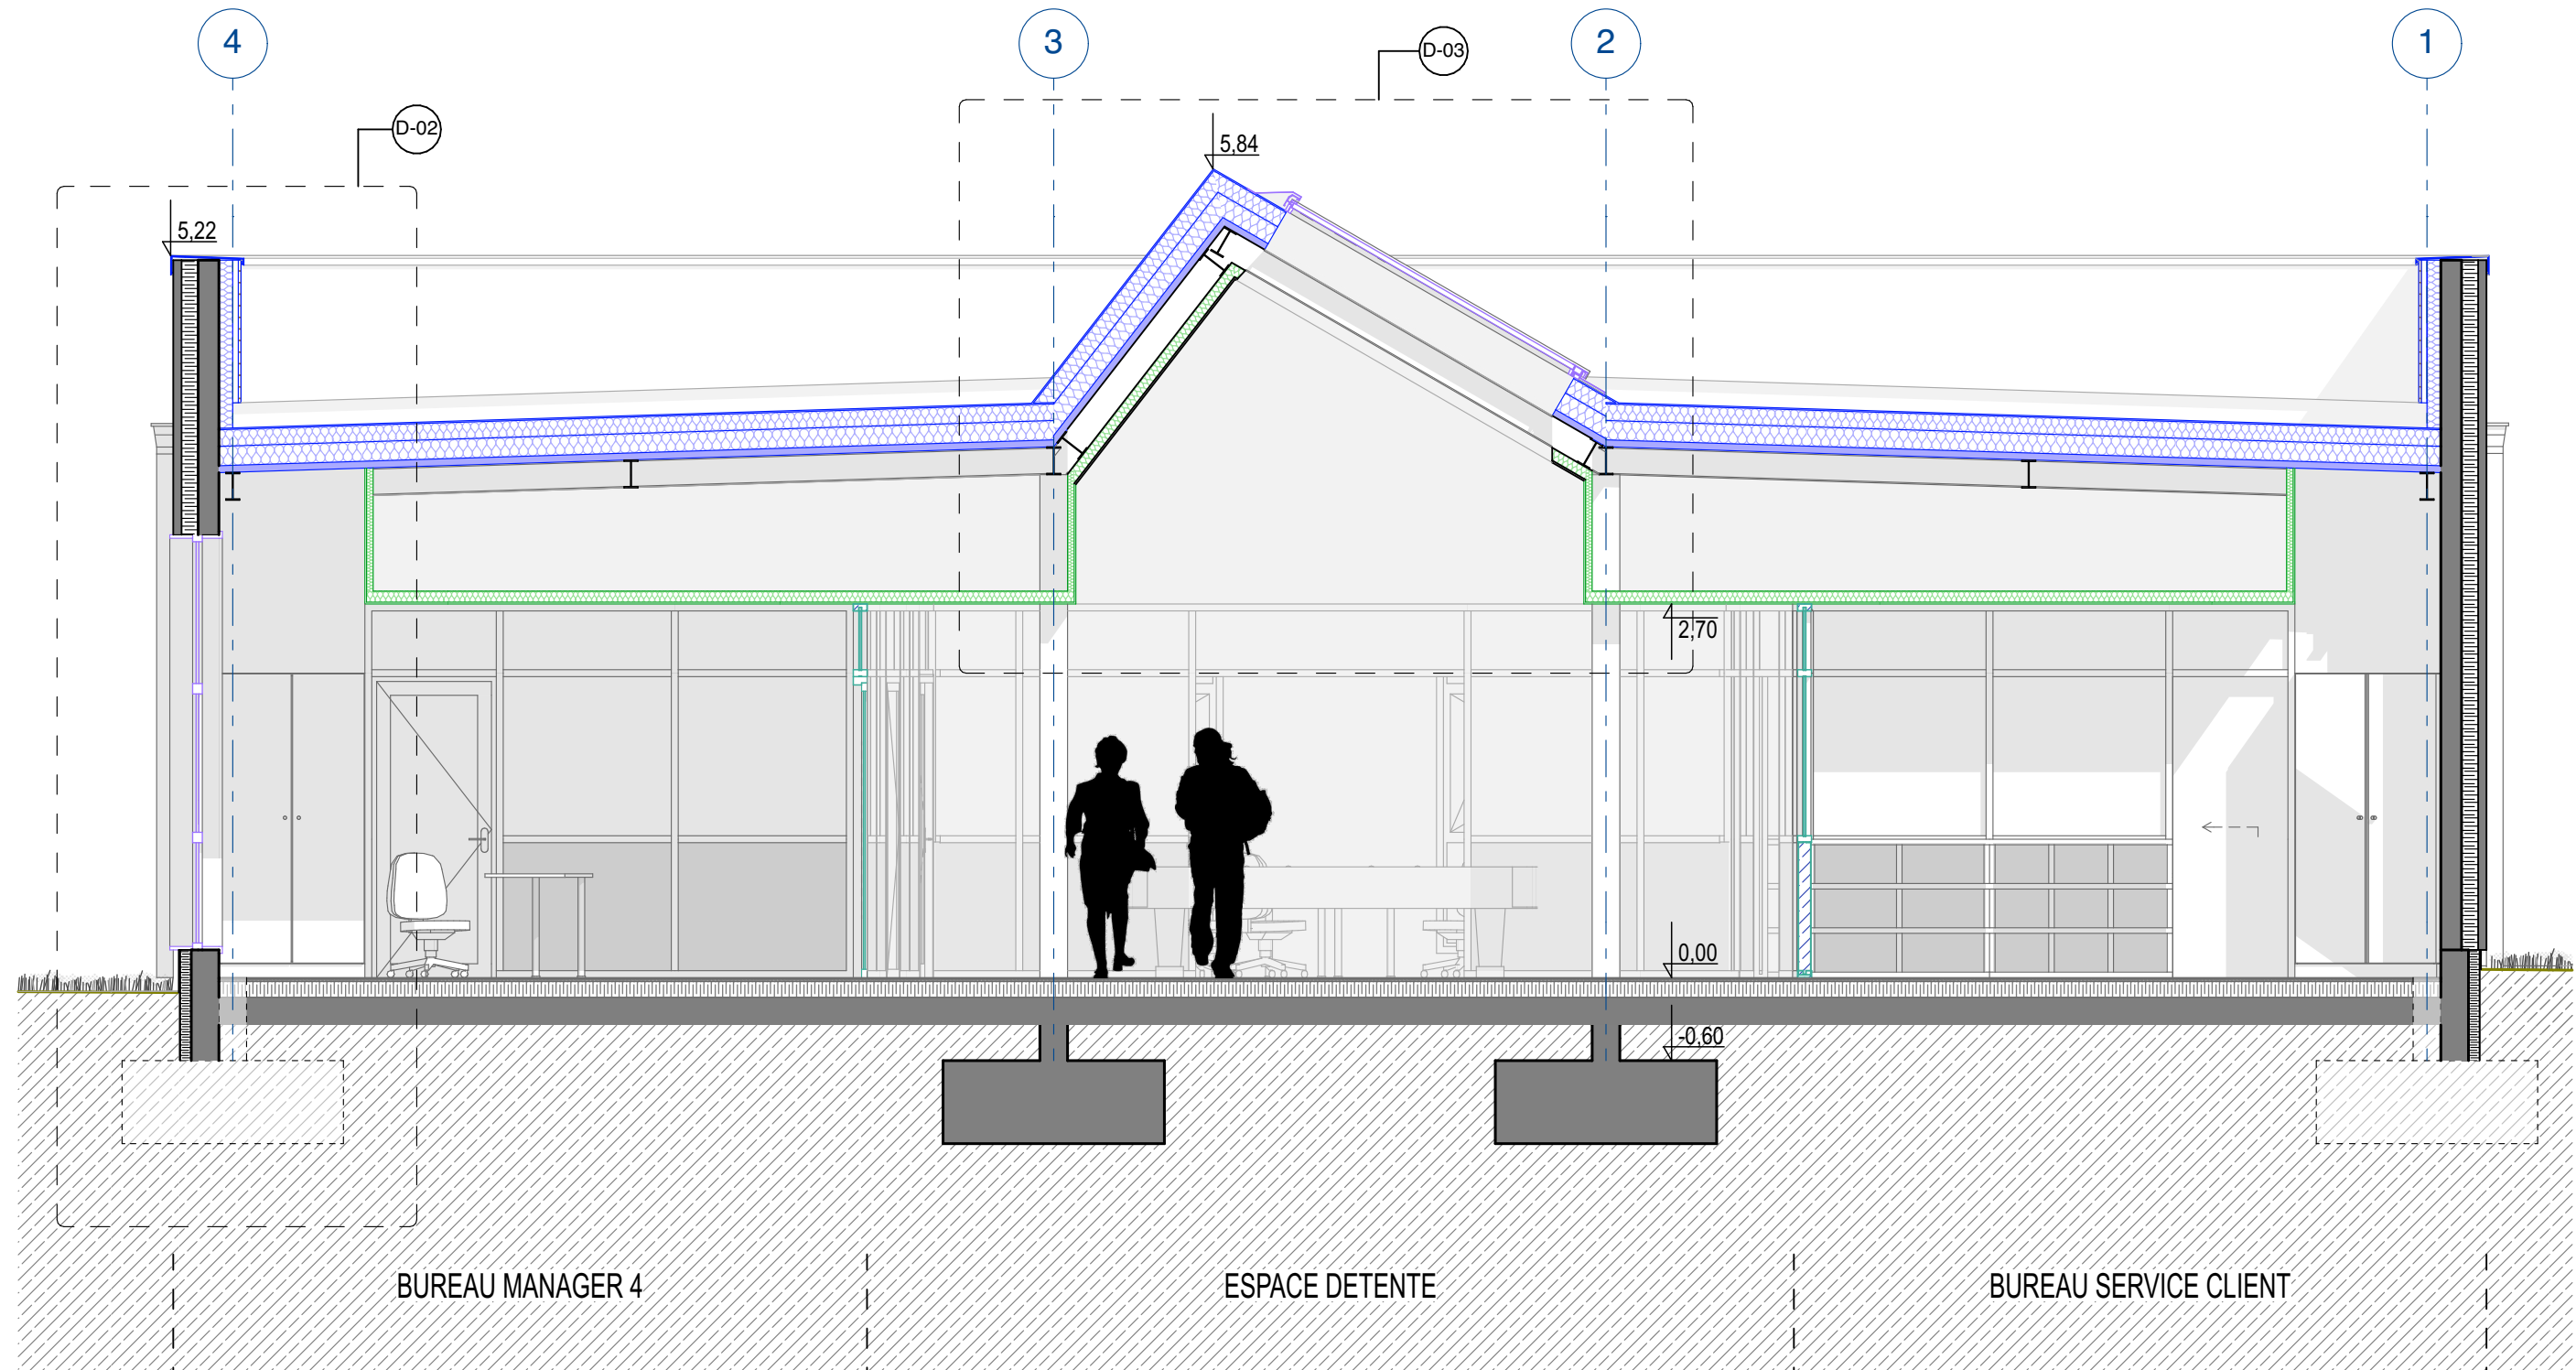 4
3
2
1
D-03
D-02
5,84
5,22
2,70
0,00
-0,60
BUREAU MANAGER 4
ESPACE DETENTE
BUREAU SERVICE CLIENT